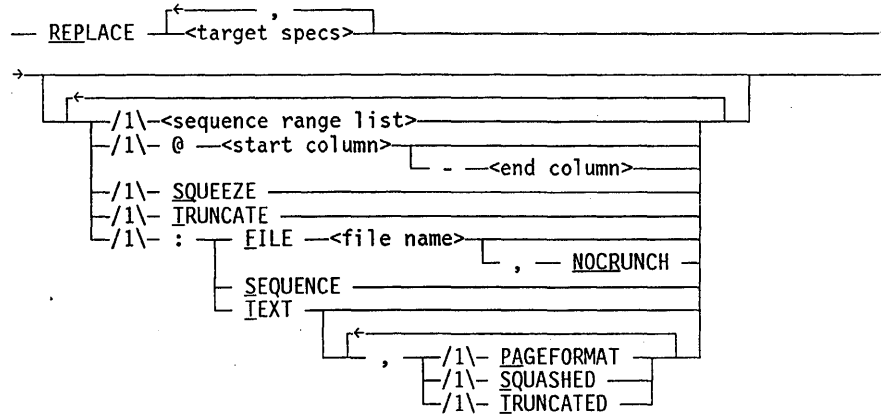 ,
REPLACE <target specs>
/1\ <sequence range list>
/1\ @ <start column>
- <end column>
/1\ SQUEEZE
/1\ TRUNCATE
/1\ : FILE <file name>
, NOCRUNCH
SEQUENCE
TEXT
, /1\ PAGEFORMAT
/1\ SQUASHED
/1\ TRUNCATED